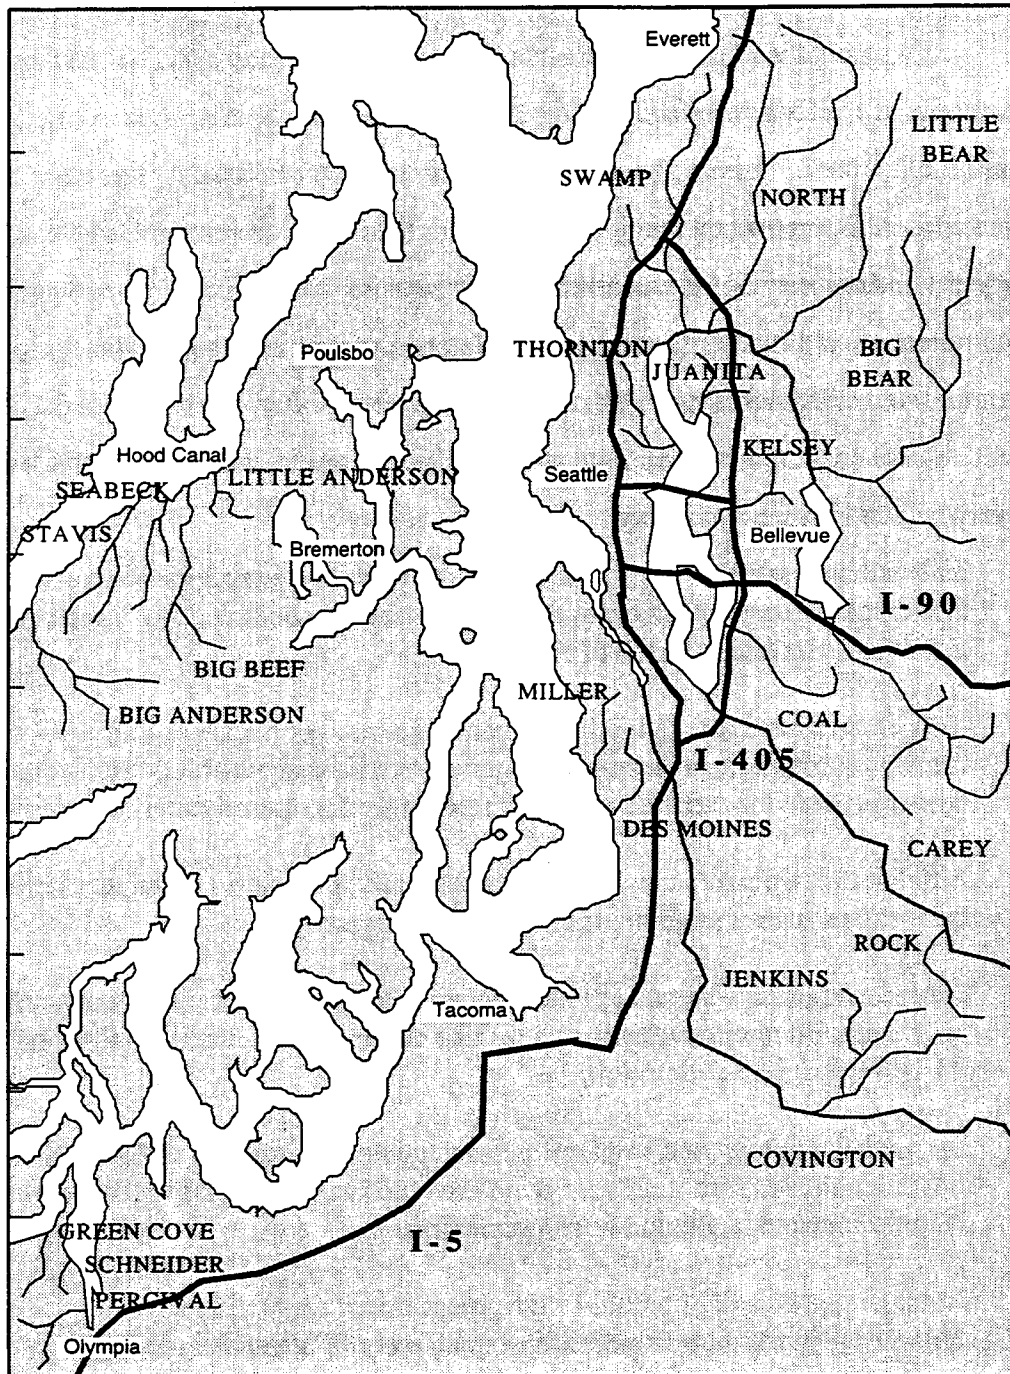 Everett
LITTLE
BEAR
SWAMP
NORTH
Poulsbo
THORNTON
JUANITA
BIG
BEAR
Hood Canal
LITTLE ANDERSON
Seattle
KELSEY
SEABECK
STAVIS
Bremerton
Bellevue
I-90
BIG BEEF
MILLER
BIG ANDERSON
COAL
I-405
DES MOINES
CAREY
ROCK
JENKINS
Tacoma
COVINGTON
GREEN COVE
I-5
SCHNEIDER
PERCIVAL
Olympia